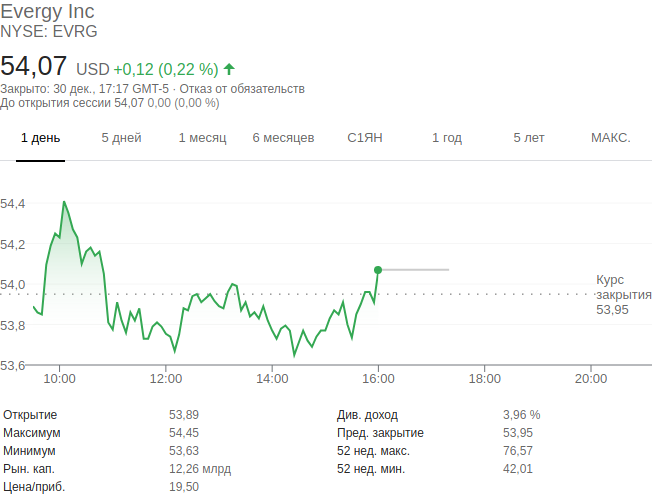 Evergy Inc
NYSE: EVRG
54,07 USD +0,12 (0,22 %)
Закрыто: 30 дек., 17:17 GMT-5 · Отказ от обязательств
До открытия сессии 54,07 0,00 (0,00 %)
1 день 5 дней 1 месяц 6 месяцев С1ЯН 1 год 5 лет МАКС.
54,4
54,2
54,0
53,8
53,6
Курс
закрытия
53,95
10:00 12:00 14:00 16:00 18:00 20:00
Открытие 53,89 Див. доход 3,96 %
Максимум 54,45 Пред. закрытие 53,95
Минимум 53,63 52 нед. макс. 76,57
Рын. кап. 12,26 млрд 52 нед. мин. 42,01
Цена/приб. 19,50